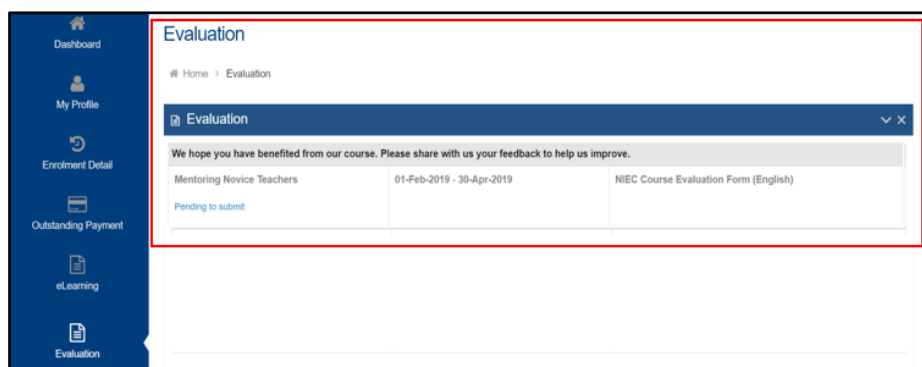 Dashboard
My Profile
Enrolment Detail
Outstanding Payment
eLearning
Evaluation
Evaluation
Home > Evaluation
Evaluation
We hope you have benefited from our course. Please share with us your feedback to help us improve.
Mentoring Novice Teachers 01-Feb-2019 - 30-Apr-2019 NIEC Course Evaluation Form (English)
Pending to submit